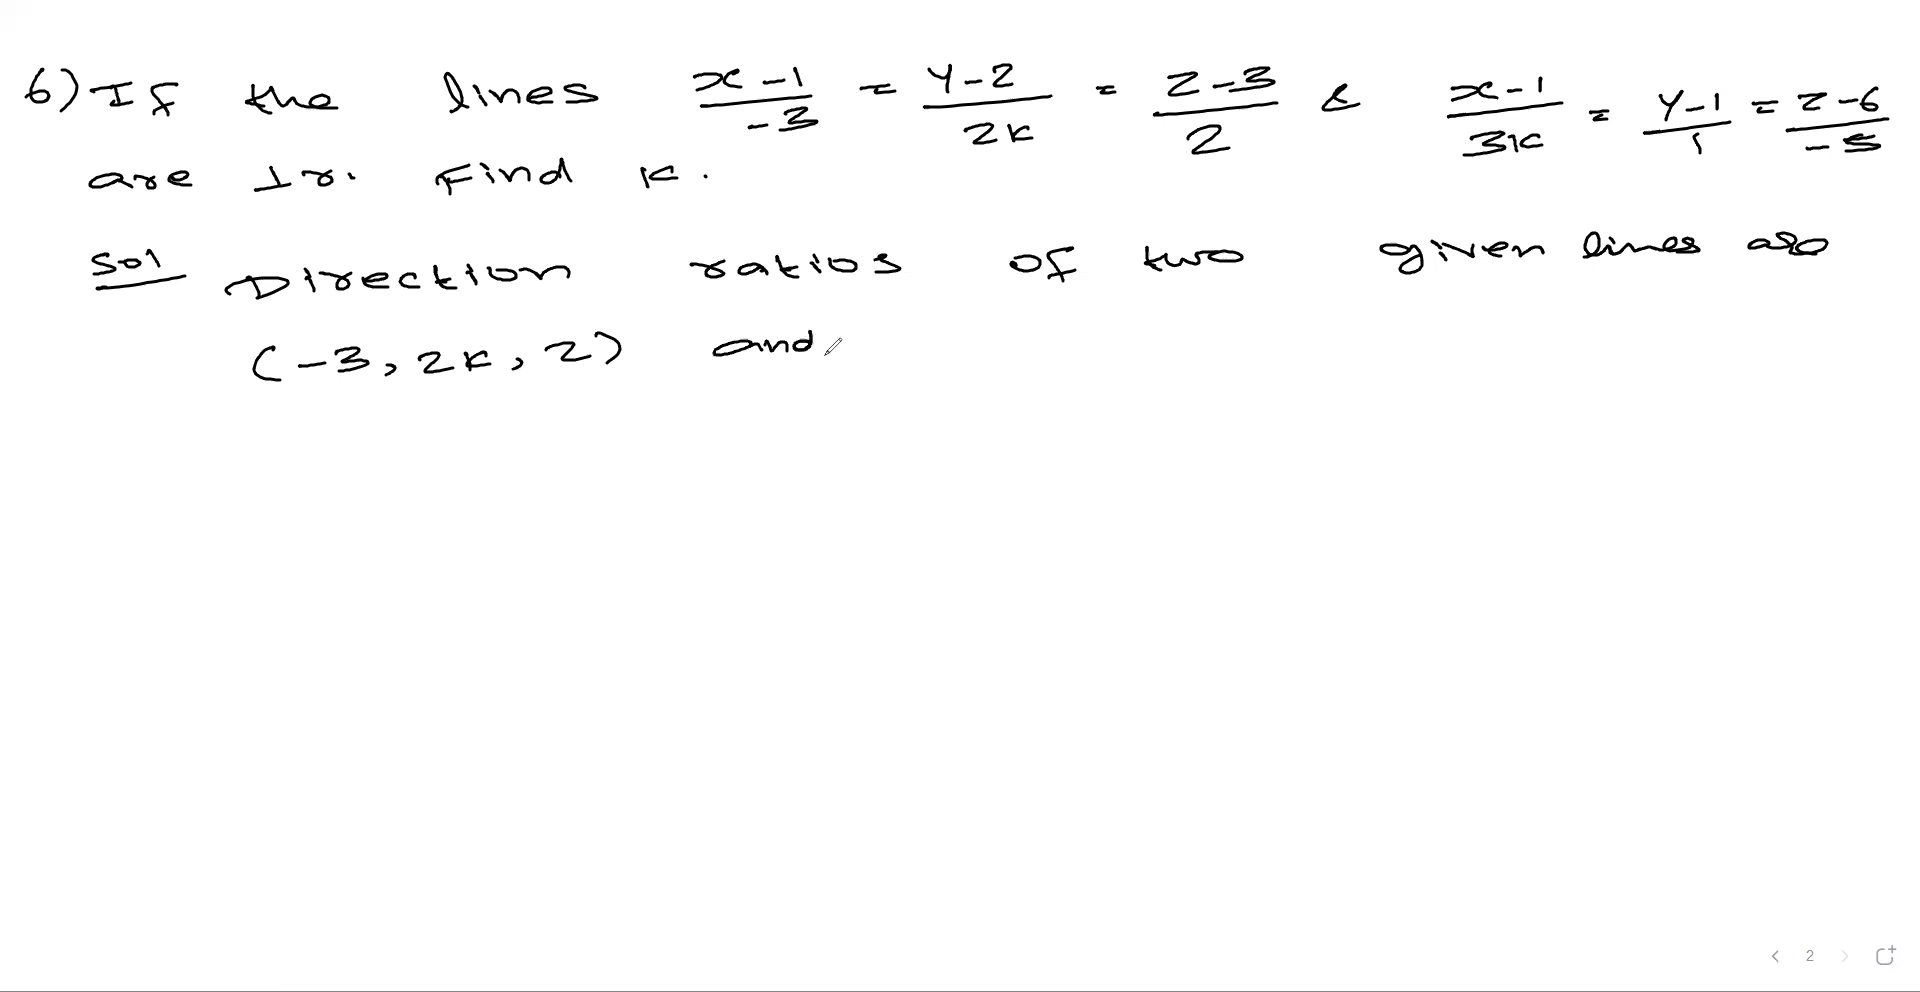 6) If the lines x-1/-3 = y-2/2k = z-3/2 & x-1/3k = y-1/1 = z-6/-5
are ⊥r. Find k.
Sol Direction ratios of two given lines are
(-3, 2k, 2) and
2